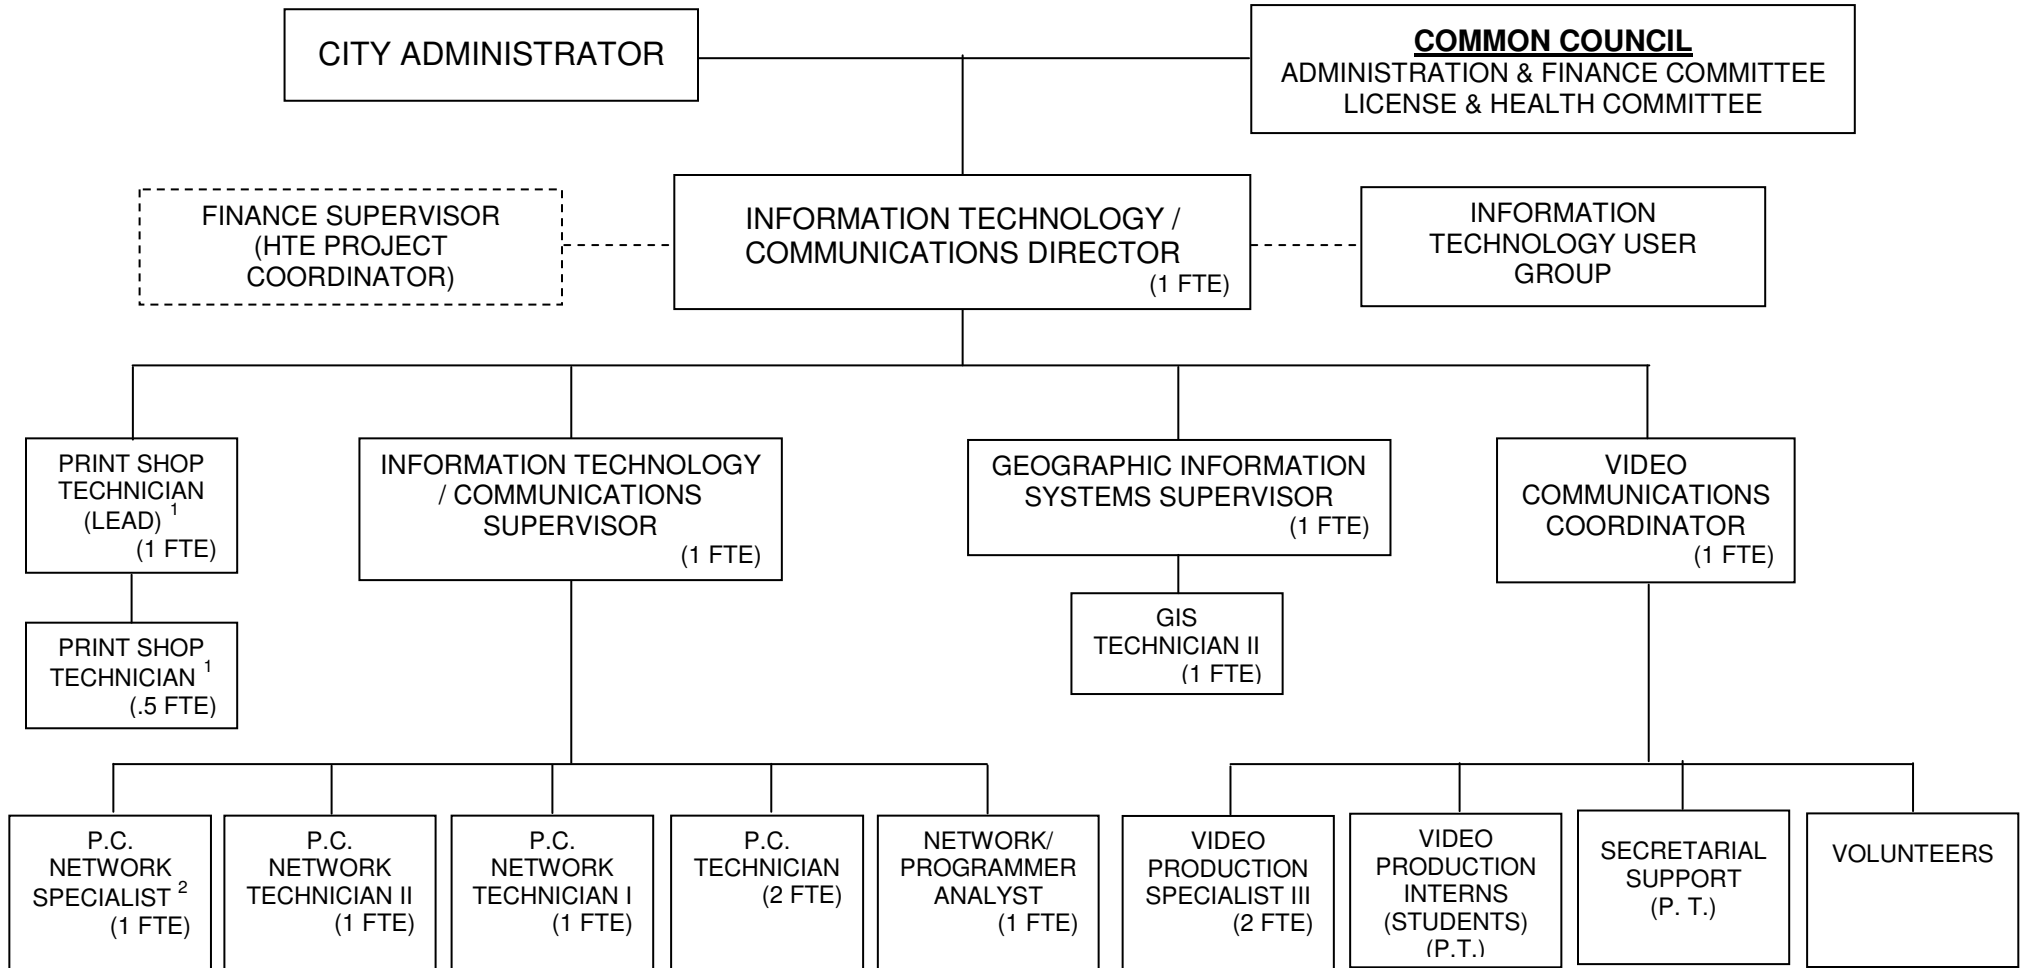 CITY ADMINISTRATOR
COMMON COUNCIL
ADMINISTRATION & FINANCE COMMITTEE
LICENSE & HEALTH COMMITTEE
FINANCE SUPERVISOR
(HTE PROJECT
COORDINATOR)
INFORMATION TECHNOLOGY /
COMMUNICATIONS DIRECTOR
(1 FTE)
INFORMATION
TECHNOLOGY USER
GROUP
PRINT SHOP
TECHNICIAN
(LEAD) 1
(1 FTE)
INFORMATION TECHNOLOGY
/ COMMUNICATIONS
SUPERVISOR
(1 FTE)
GEOGRAPHIC INFORMATION
SYSTEMS SUPERVISOR
(1 FTE)
VIDEO
COMMUNICATIONS
COORDINATOR
(1 FTE)
PRINT SHOP
TECHNICIAN 1
(.5 FTE)
GIS
TECHNICIAN II
(1 FTE)
P.C.
NETWORK
SPECIALIST 2
(1 FTE)
P.C.
NETWORK
TECHNICIAN II
(1 FTE)
P.C.
NETWORK
TECHNICIAN I
(1 FTE)
P.C.
TECHNICIAN
(2 FTE)
NETWORK/
PROGRAMMER
ANALYST
(1 FTE)
VIDEO
PRODUCTION
SPECIALIST III
(2 FTE)
VIDEO
PRODUCTION
INTERNS
(STUDENTS)
(P.T.)
SECRETARIAL
SUPPORT
(P. T.)
VOLUNTEERS